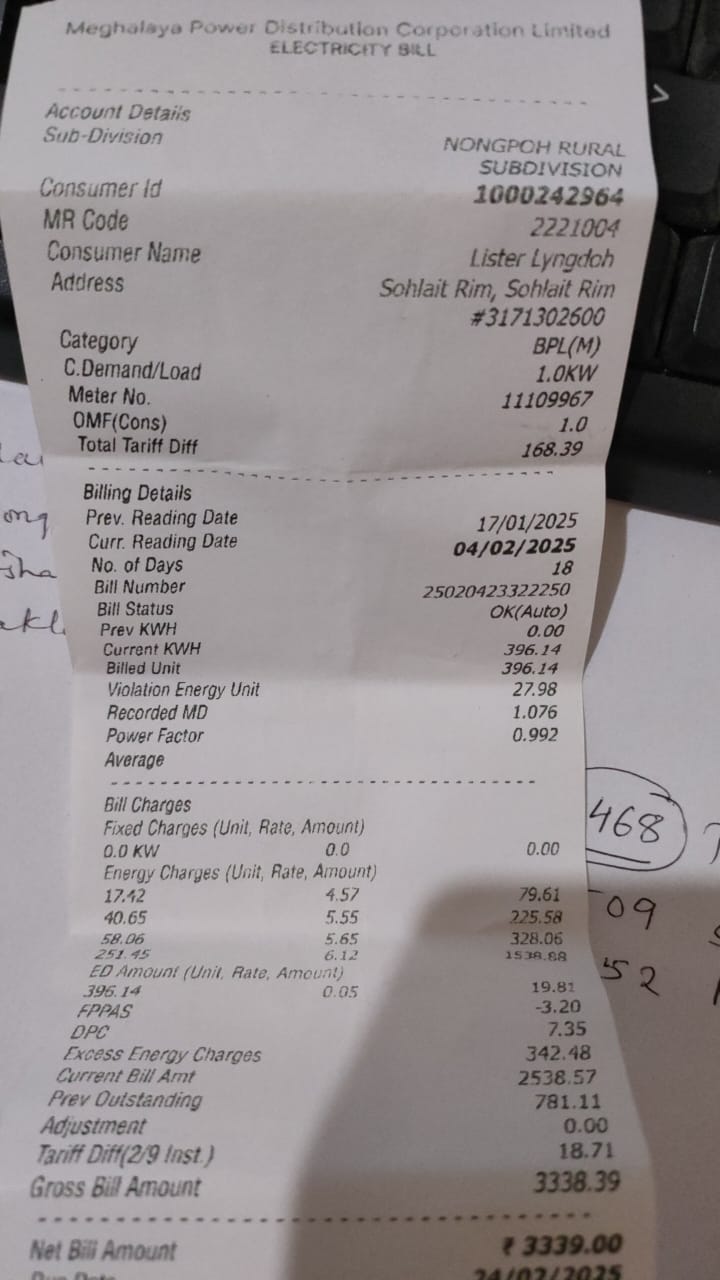 Meghalaya Power Distribution Corporation Limited
ELECTRICITY BILL
Account Details
Sub-Division NONGPOH RURAL
SUBDIVISION
Consumer Id 1000242964
MR Code 2221004
Consumer Name Lister Lyngdoh
Address Sohlait Rim, Sohlait Rim
#3171302600
Category BPL(M)
C.Demand/Load 1.0KW
Meter No. 11109967
OMF(Cons) 1.0
Total Tariff Diff 168.39
Billing Details
Prev. Reading Date 17/01/2025
Curr. Reading Date 04/02/2025
No. of Days 18
Bill Number 25020423322250
Bill Status OK(Auto)
Prev KWH 0.00
Current KWH 396.14
Billed Unit 396.14
Violation Energy Unit 27.98
Recorded MD 1.076
Power Factor 0.992
Average
Bill Charges
Fixed Charges (Unit, Rate, Amount)
0.0 KW 0.0 0.00
Energy Charges (Unit, Rate, Amount)
17.42 4.57 79.61
40.65 5.55 225.58
58.06 5.65 328.06
251.45 6.12 1538.88
ED Amount (Unit, Rate, Amount)
396.14 0.05 19.81
FPPAS -3.20
DPC 7.35
Excess Energy Charges 342.48
Current Bill Amt 2538.57
Prev Outstanding 781.11
Adjustment 0.00
Tariff Diff(2/9 Inst.) 18.71
Gross Bill Amount 3338.39
Net Bill Amount ₹ 3339.00
Due Date 24/02/2025
468
09
52